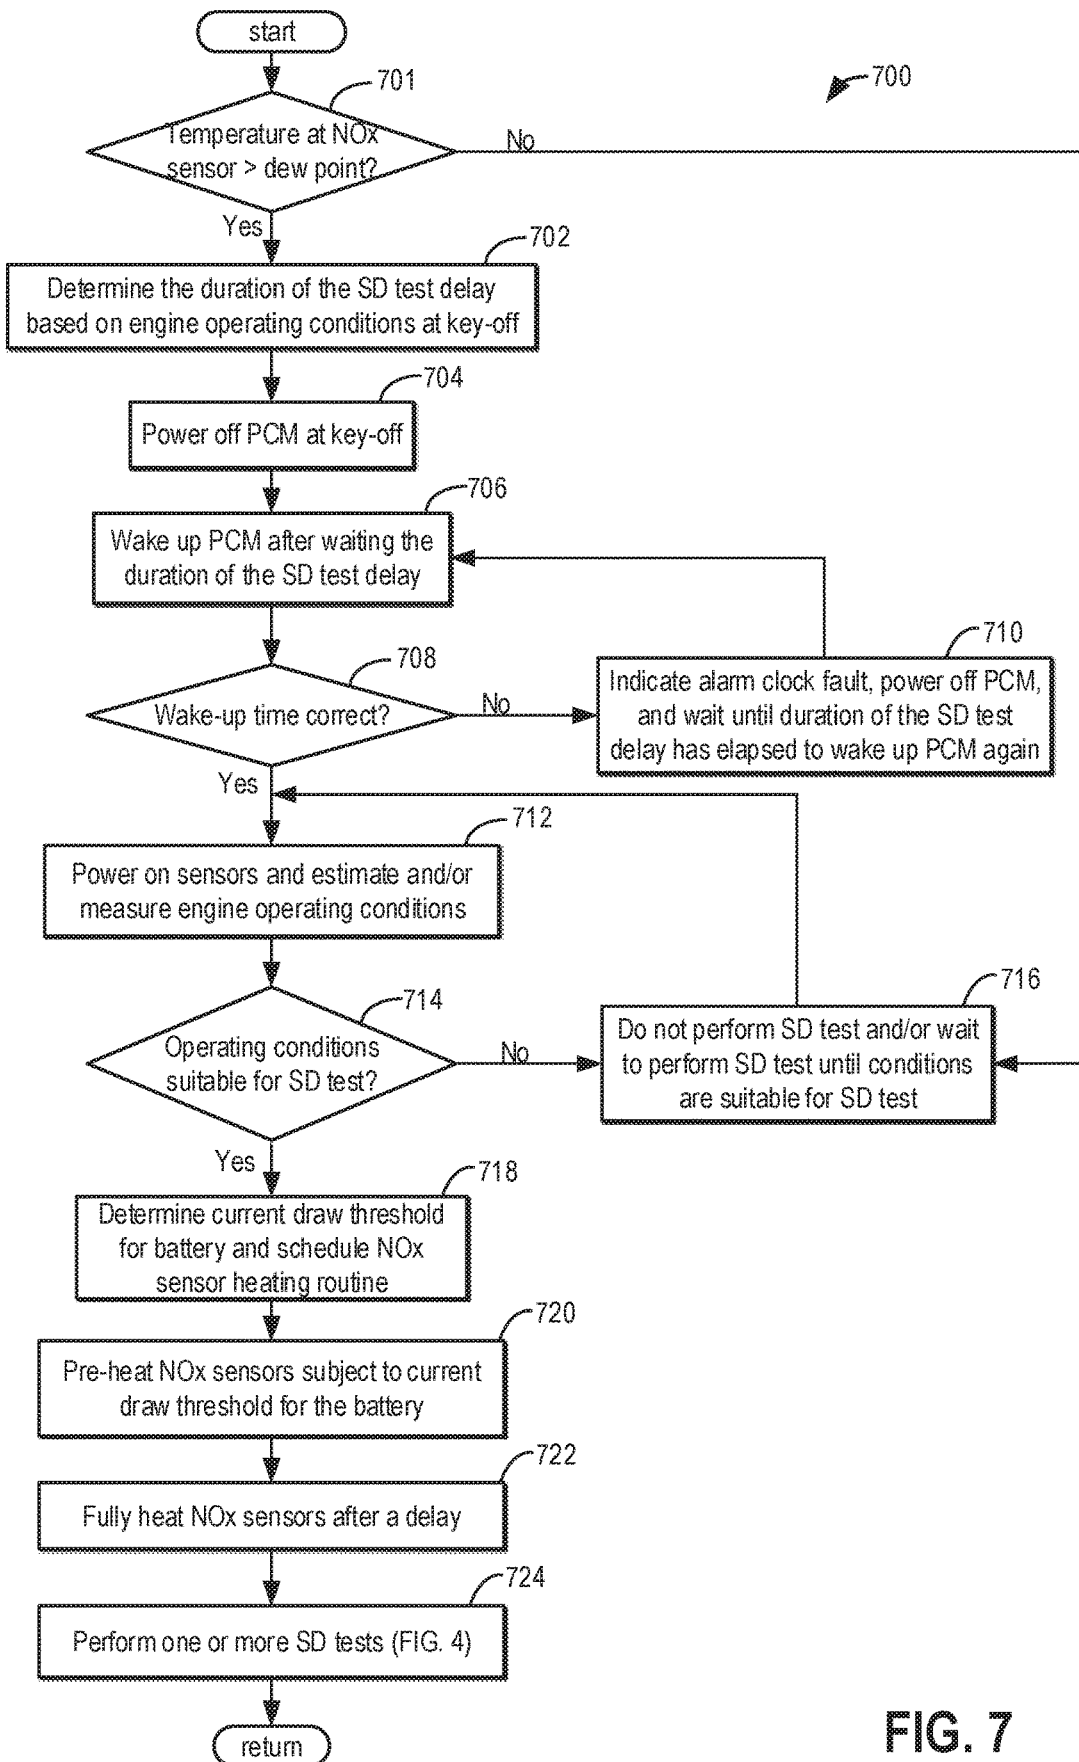 start
701
700
Temperature at NOx
sensor > dew point?
No
Yes
702
Determine the duration of the SD test delay
based on engine operating conditions at key-off
704
Power off PCM at key-off
706
Wake up PCM after waiting the
duration of the SD test delay
708
Wake-up time correct?
No
710
Indicate alarm clock fault, power off PCM,
and wait until duration of the SD test
delay has elapsed to wake up PCM again
Yes
712
Power on sensors and estimate and/or
measure engine operating conditions
714
Operating conditions
suitable for SD test?
No
716
Do not perform SD test and/or wait
to perform SD test until conditions
are suitable for SD test
Yes
718
Determine current draw threshold
for battery and schedule NOx
sensor heating routine
720
Pre-heat NOx sensors subject to current
draw threshold for the battery
722
Fully heat NOx sensors after a delay
724
Perform one or more SD tests (FIG. 4)
return
FIG. 7